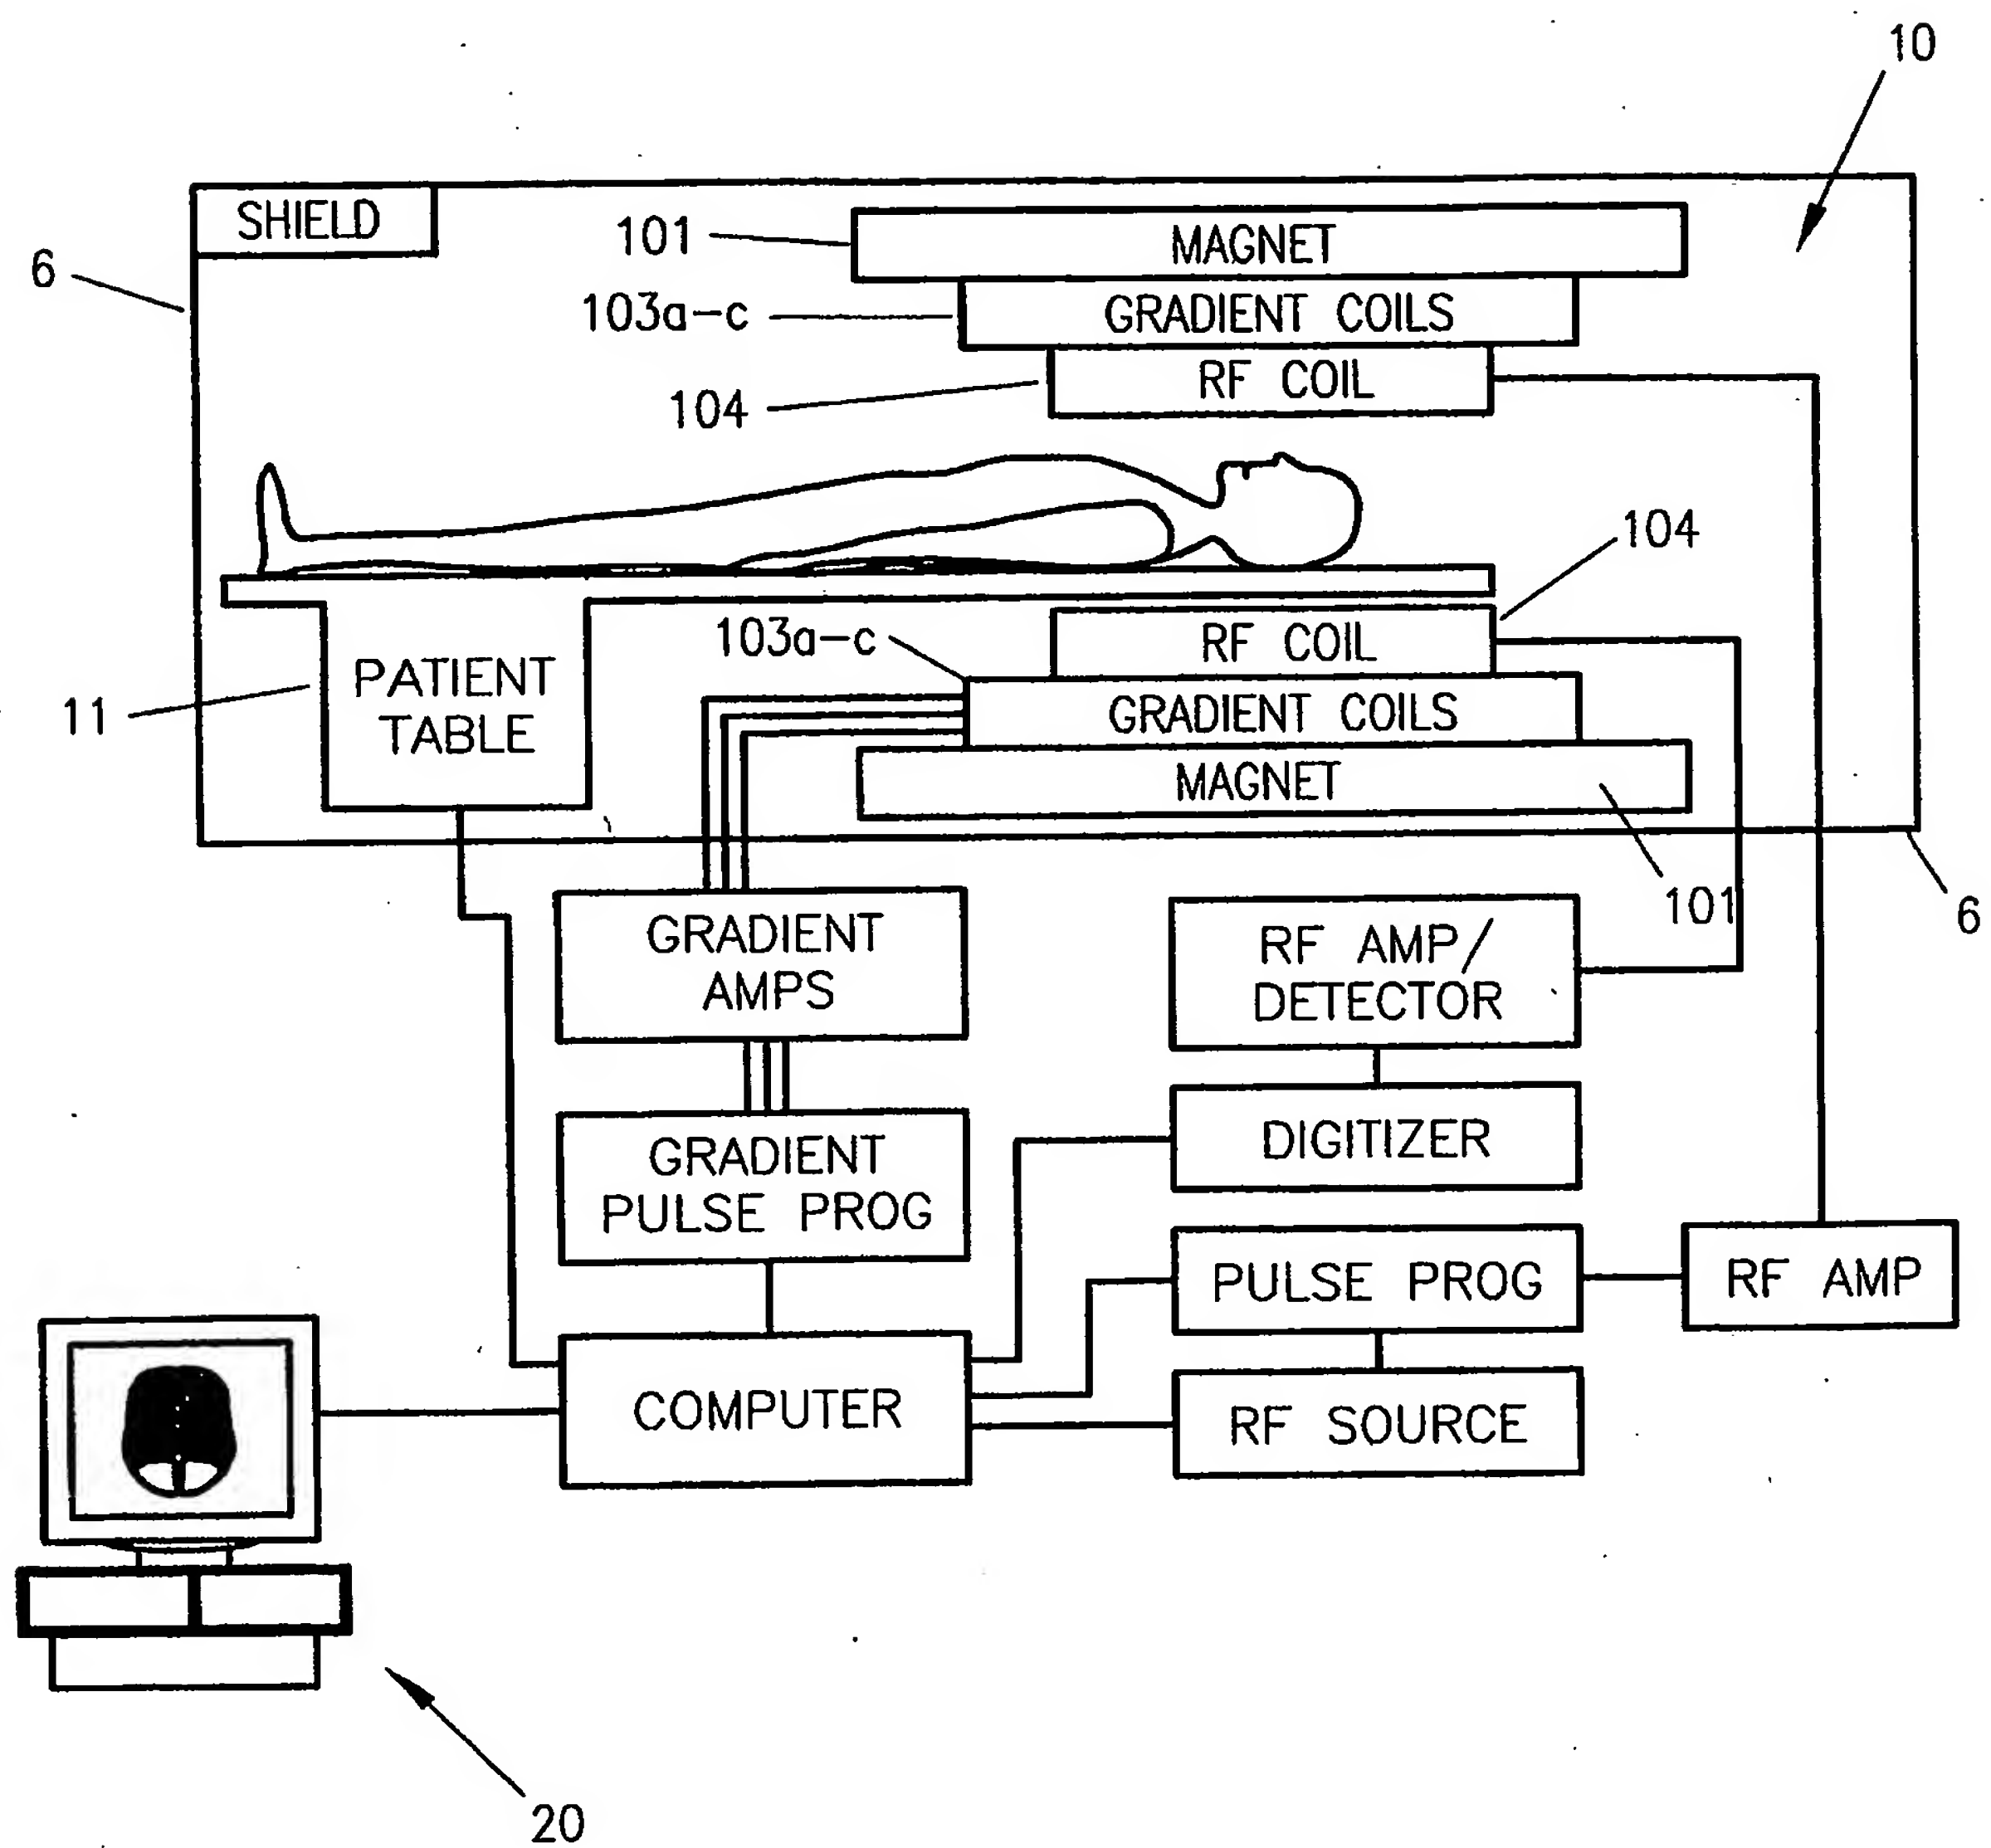 10
SHIELD
101
MAGNET
6
103a-c
GRADIENT COILS
RF COIL
104
104
103a-c
RF COIL
PATIENT
TABLE
11
GRADIENT COILS
MAGNET
101
6
GRADIENT
AMPS
RF AMP/
DETECTOR
GRADIENT
PULSE PROG
DIGITIZER
PULSE PROG
RF AMP
COMPUTER
RF SOURCE
20